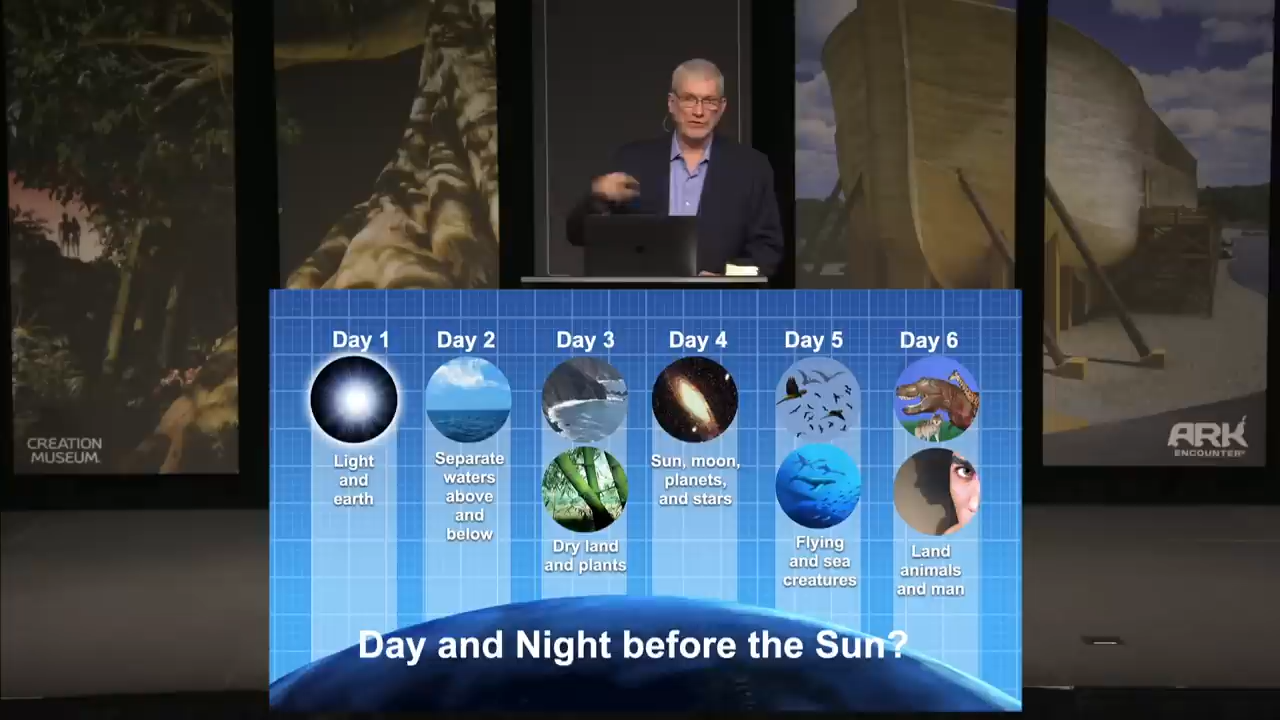 CREATION
MUSEUM
ARK
ENCOUNTER
Day 1
Day 2
Day 3
Day 4
Day 5
Day 6
Light
and
earth
Separate
waters
above
and
below
Dry land
and plants
Sun, moon,
planets,
and stars
Flying
and sea
creatures
Land
animals
and man
Day and Night before the Sun?